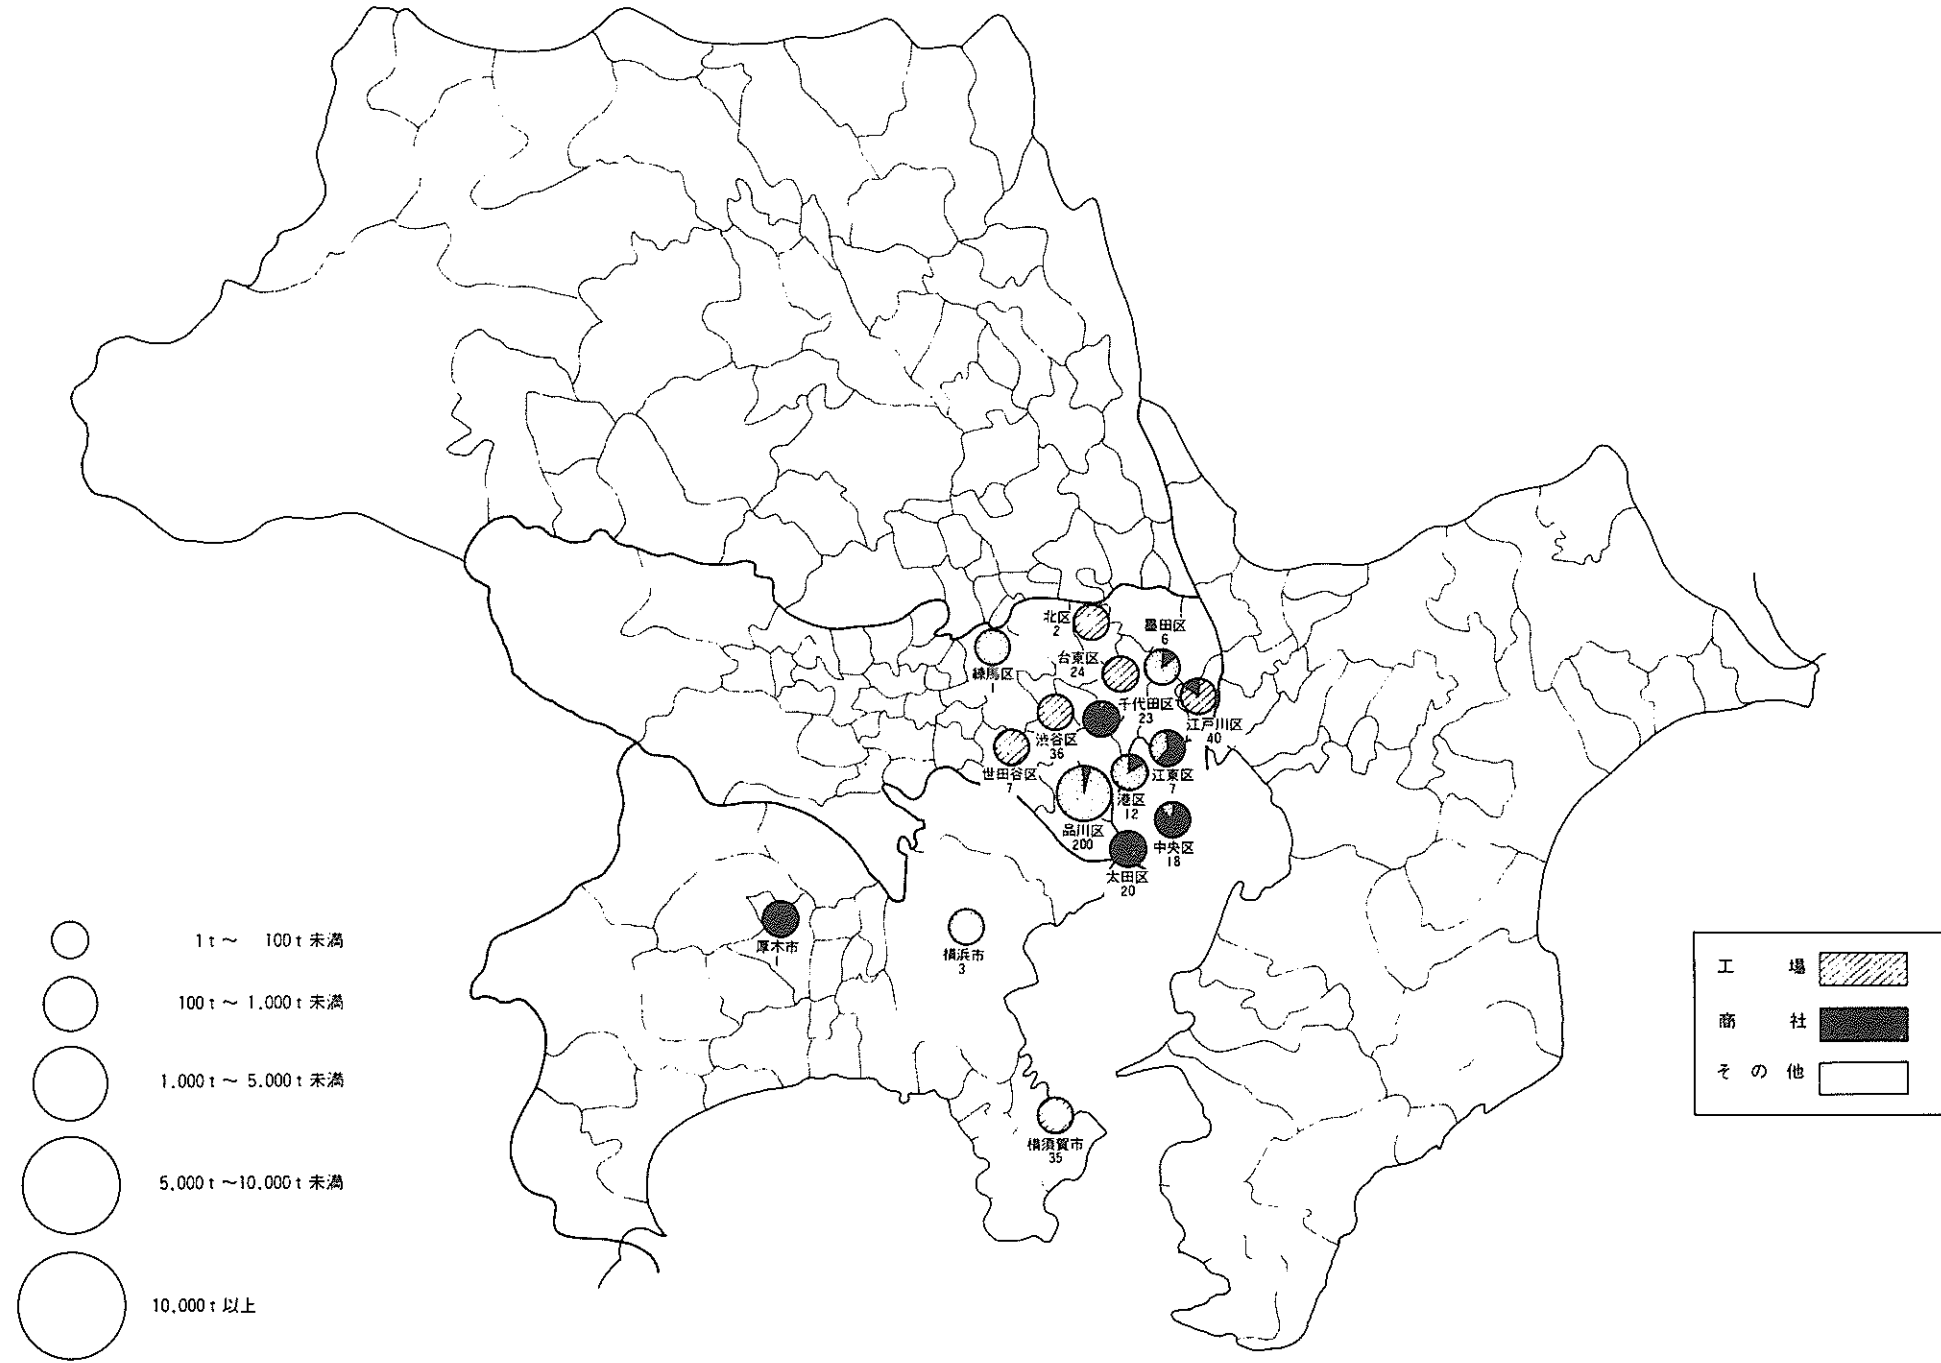 北区
2
墨田区
6
練馬区
1
台東区
24
千代田区
23
江戸川区
40
渋谷区
36
世田谷区
7
江東区
7
港区
12
品川区
200
中央区
18
太田区
20
厚木市
1
横浜市
3
横須賀市
35
1t～ 100t未満
100t～1.000t未満
1.000t～5.000t未満
5.000t～10.000t未満
10.000t以上
工場
商社
その他